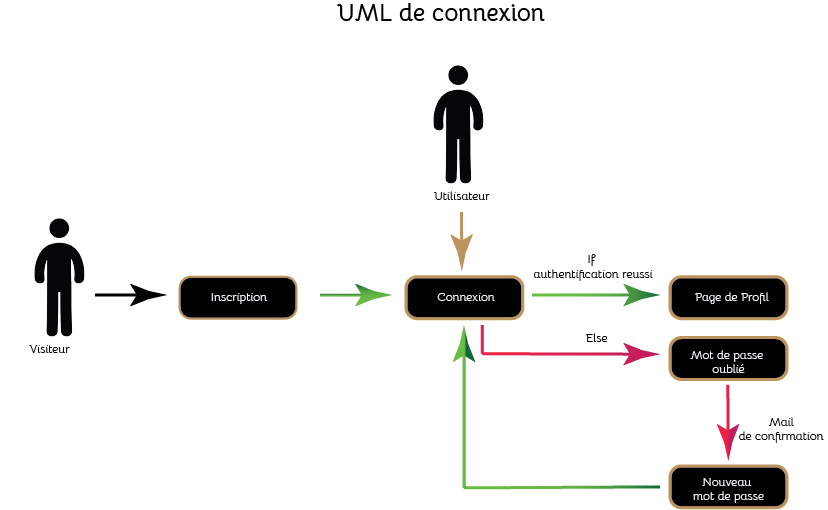 UML de connexion
Utilisateur
If
authentification reussi
Inscription
Connexion
Page de Profil
Visiteur
Else
Mot de passe
oublié
Mail
de confirmation
Nouveau
mot de passe